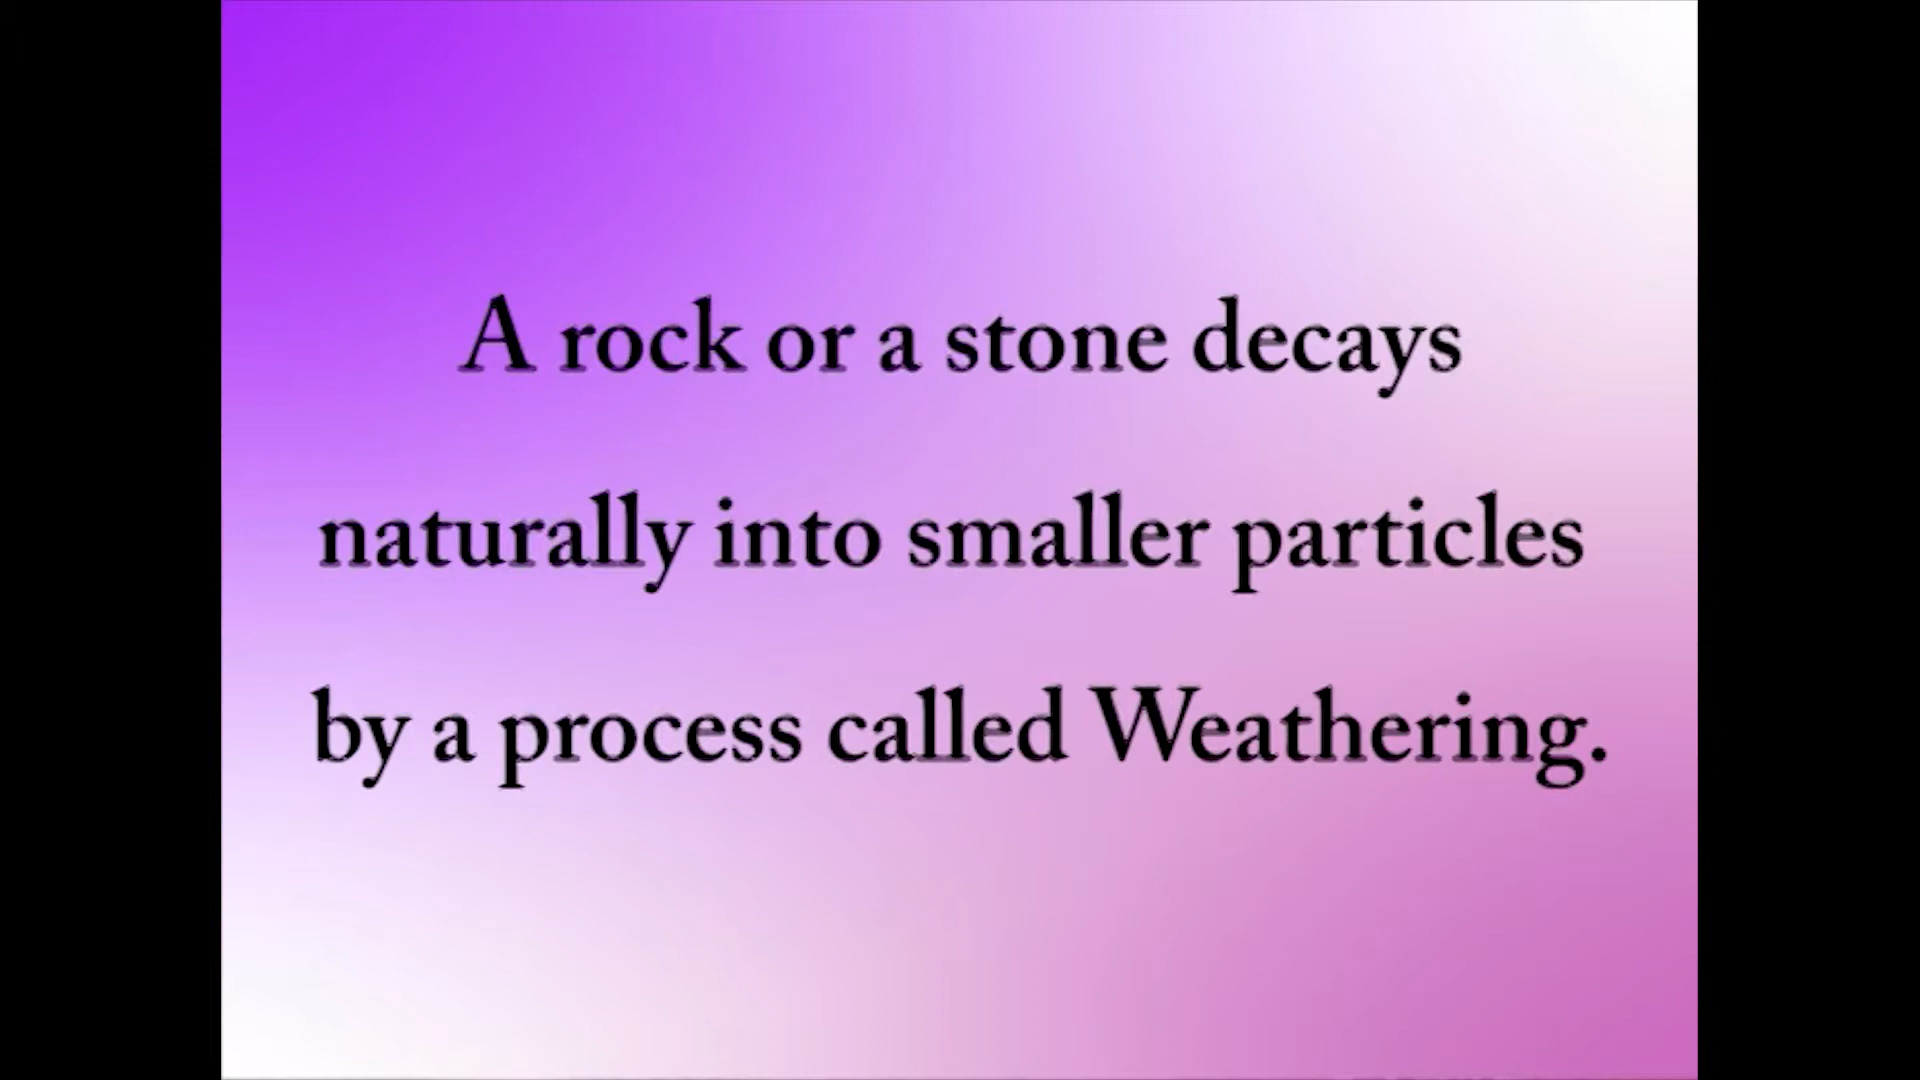 A rock or a stone decays
naturally into smaller particles
by a process called Weathering.